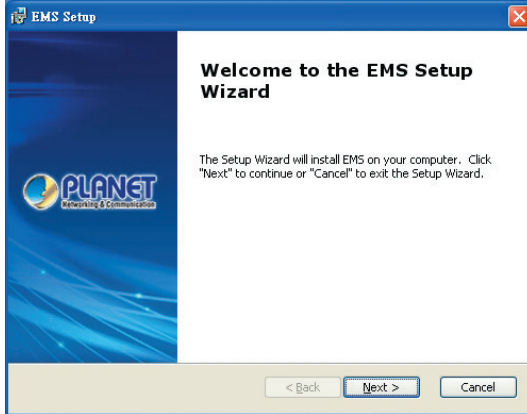 EMS Setup
Welcome to the EMS Setup
Wizard
The Setup Wizard will install EMS on your computer. Click
"Next" to continue or "Cancel" to exit the Setup Wizard.
PLANET
Networking & Communication
< Back
Next >
Cancel